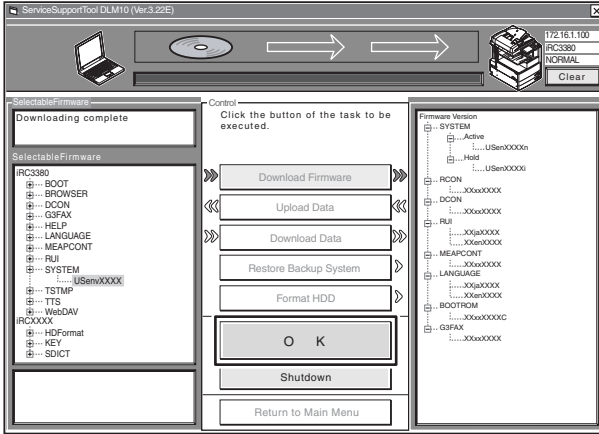 ServiceSupportTool DLM10 (Ver.3.22E)
172.16.1.100
iRC3380
NORMAL
Clear
SelectableFirmware
Downloading complete
SelectableFirmware
iRC3380
BOOT
BROWSER
DCON
G3FAX
HELP
LANGUAGE
MEAPCONT
RUI
SYSTEM
USenvXXXX
TSTMP
TTS
WebDAV
iRCXXXX
HDFormat
KEY
SDICT
Control
Click the button of the task to be
executed.
Download Firmware
Upload Data
Download Data
Restore Backup System
Format HDD
O K
Shutdown
Return to Main Menu
Firmware Version
SYSTEM
Active
USenXXXXn
Hold
USenXXXXi
RCON
XXxxXXXX
DCON
XXxxXXXX
RUI
XXjaXXXX
XXenXXXX
MEAPCONT
XXxxXXXX
LANGUAGE
XXjaXXXX
XXenXXXX
BOOTROM
XXxxXXXXC
G3FAX
XXxxXXXX